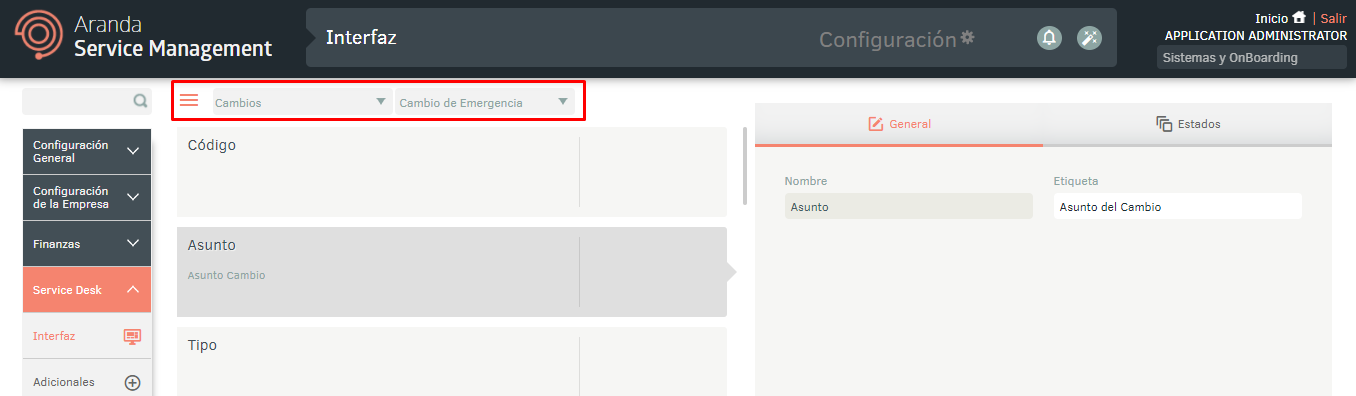 Aranda
Service Management
Interfaz
Configuración
Inicio | Salir
APPLICATION ADMINISTRATOR
Sistemas y OnBoarding
Configuración
General
Configuración
de la Empresa
Finanzas
Service Desk
Interfaz
Adicionales
Cambios
Cambio de Emergencia
Código
Asunto
Asunto Cambio
Tipo
General
Estados
Nombre
Etiqueta
Asunto
Asunto del Cambio